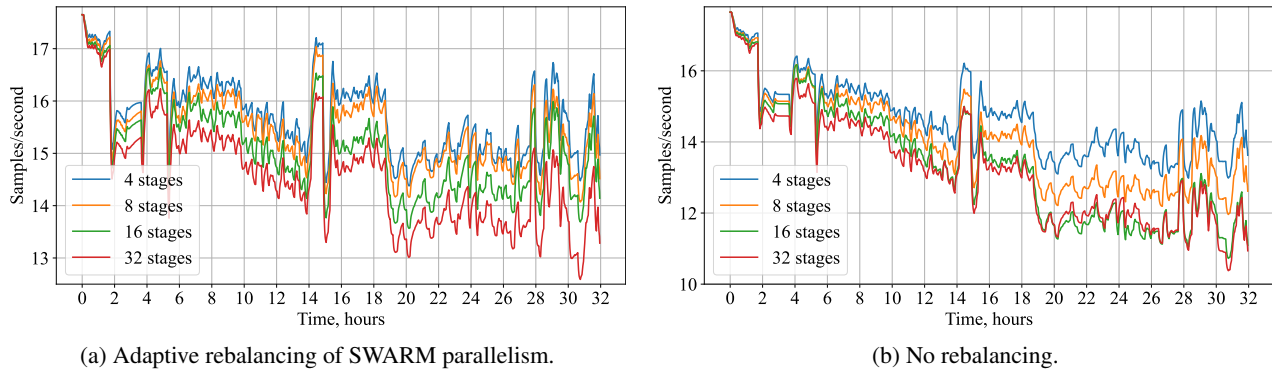 17
16
15
14
13
Samples/second
4 stages
8 stages
16 stages
32 stages
0 2 4 6 8 10 12 14 16 18 20 22 24 26 28 30 32
Time, hours
(a) Adaptive rebalancing of SWARM parallelism.
16
14
12
10
Samples/second
4 stages
8 stages
16 stages
32 stages
0 2 4 6 8 10 12 14 16 18 20 22 24 26 28 30 32
Time, hours
(b) No rebalancing.